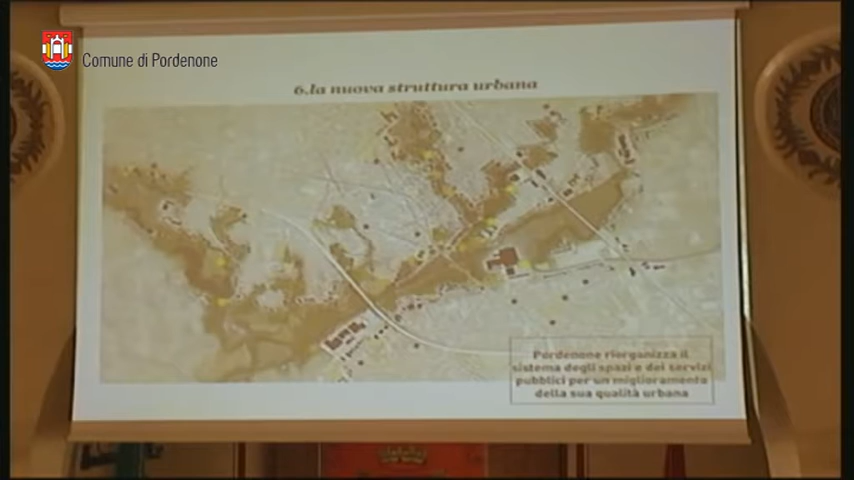 Comune di Pordenone
6.la nuova struttura urbana
Pordenone riorganizza il
sistema degli spazi e dei servizi
pubblici per un miglioramento
della sua qualità urbana